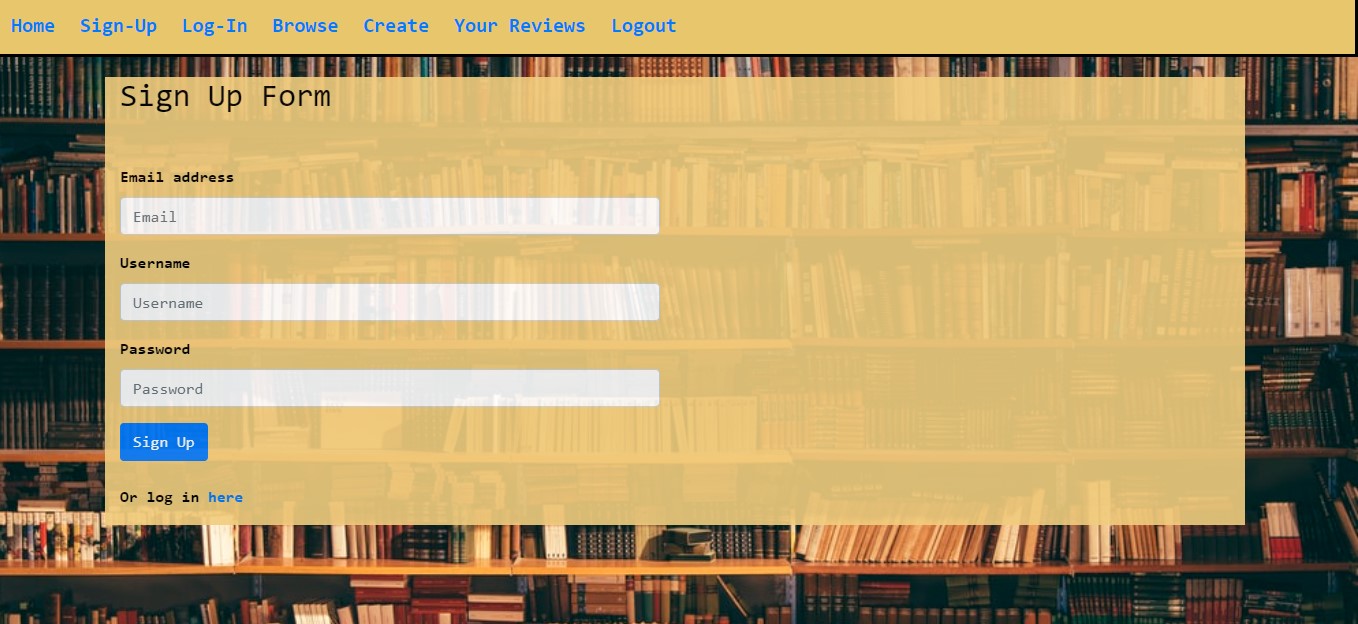 Home Sign-Up Log-In Browse Create Your Reviews Logout
Sign Up Form
Email address
Email
Username
Username
Password
Password
Sign Up
Or log in here